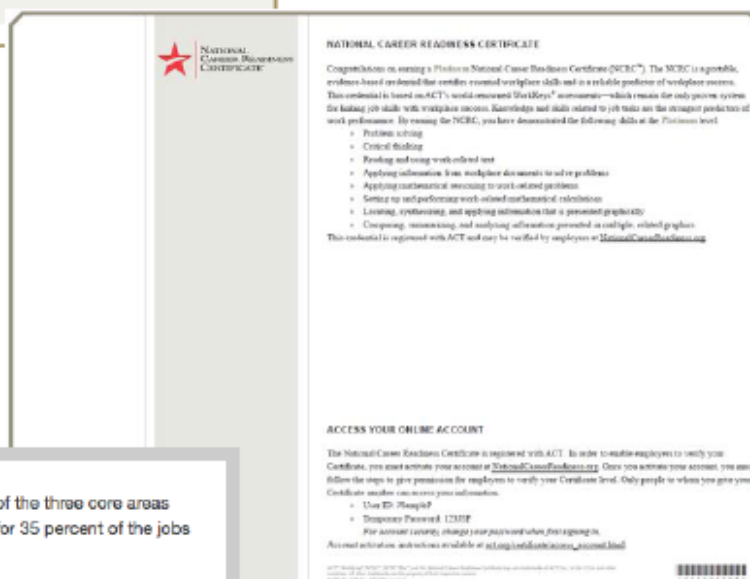 NATIONAL
CAREER READINESS
CERTIFICATE
NATIONAL CAREER READINESS CERTIFICATE
Congratulations on earning a Platinum National Career Readiness Certificate (NCRC™). The NCRC is a portable,
evidence-based credential that certifies essential workplace skills and is a reliable predictor of workplace success.
This credential is based on ACT's world-renowned WorkKeys® assessments—which remain the only proven system
for linking job skills with workplace success. Knowledge and skills related to job tasks are the strongest predictors of
work performance. By earning the NCRC, you have demonstrated the following skills at the Platinum level:
• Problem solving
• Critical thinking
• Reading and using work-related text
• Applying information from workplace documents to solve problems
• Applying mathematical reasoning to work-related problems
• Setting up and performing work-related mathematical calculations
• Locating, synthesizing, and applying information that is presented graphically
• Comparing, summarizing, and analyzing information presented in multiple, related graphics
This credential is registered with ACT and may be verified by employers at NationalCareerReadiness.org
ACCESS YOUR ONLINE ACCOUNT
The National Career Readiness Certificate is registered with ACT. In order to enable employers to verify your
Certificate, you must activate your account at NationalCareerReadiness.org. Once you activate your account, you must
follow the steps to give permission for employers to verify your Certificate level. Only people to whom you give your
Certificate number can access your information.
• User ID:
• Temporary Password:
For account security, change your password when first signing in.
Account activation instructions available at act.org/certificate/access_account.html
of the three core areas
for 35 percent of the jobs